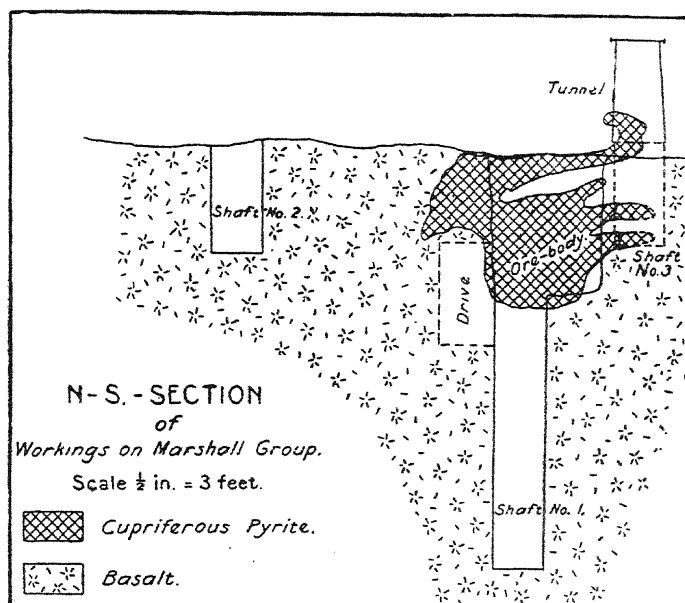 Tunnel
Shaft No. 2.
Ore-body
Shaft
No. 3
Drive
N-S.-SECTION
of
Workings on Marshall Group.
Scale ½ in. = 3 feet.
Shaft No. 1.
Cupriferous Pyrite.
Basalt.